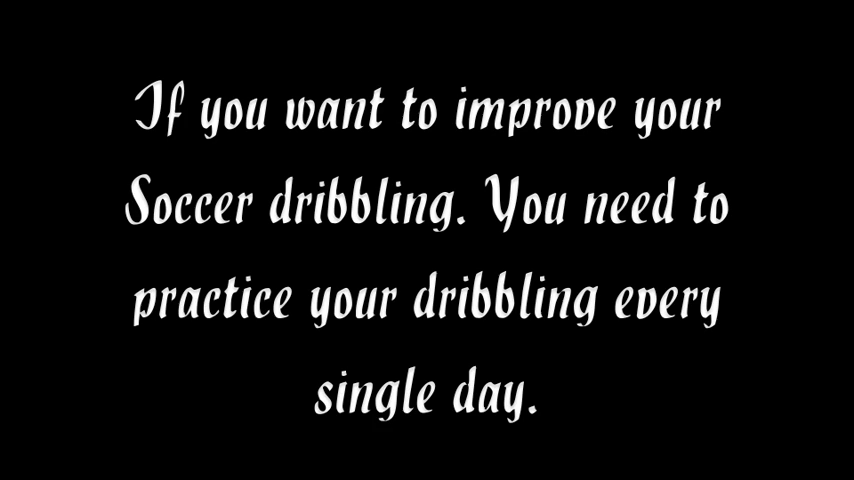 If you want to improve your
Soccer dribbling. You need to
practice your dribbling every
single day.